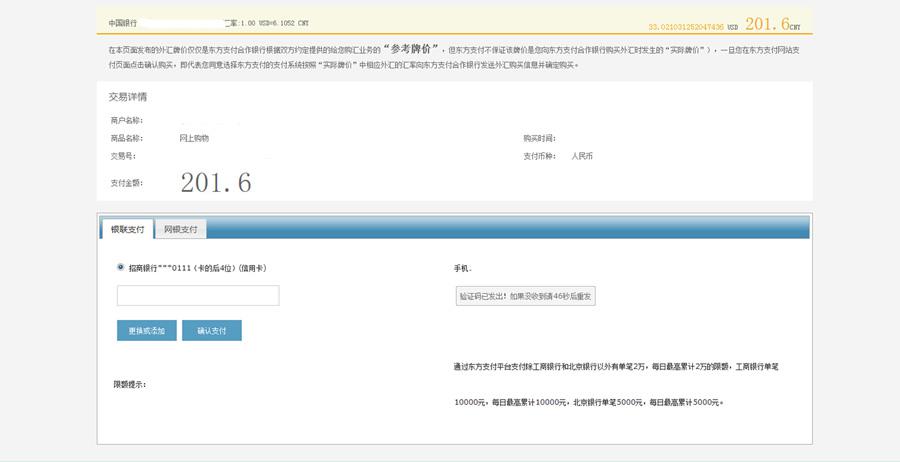 中国银行 汇率:1.00 USD=6.1052 CNY
33.021031252047436 USD 201.6CNY
在本页面发布的外汇牌价仅仅是东方支付合作银行根据双方约定提供的给您购汇业务的“参考牌价”，但东方支付不保证该牌价是您向东方支付合作银行购买外汇时发生的“实际牌价”），一旦您在东方支付网站支
付页面点击确认购买，即代表您同意选择东方支付的支付系统按照“实际牌价”中相应外汇的汇率向东方支付合作银行发送外汇购买信息并确定购买。
交易详情
商户名称:
商品名称: 网上购物 购买时间:
交易号: 支付币种: 人民币
支付金额: 201.6
银联支付 网银支付
招商银行***0111（卡的后4位）(信用卡) 手机.
验证码已发出! 如果没收到请46秒后重发
更换或添加 确认支付
通过东方支付平台支付除工商银行和北京银行以外有单笔2万，每日最高累计2万的限额，工商银行单笔
限额提示:
10000元，每日最高累计10000元，北京银行单笔5000元，每日最高累计5000元。